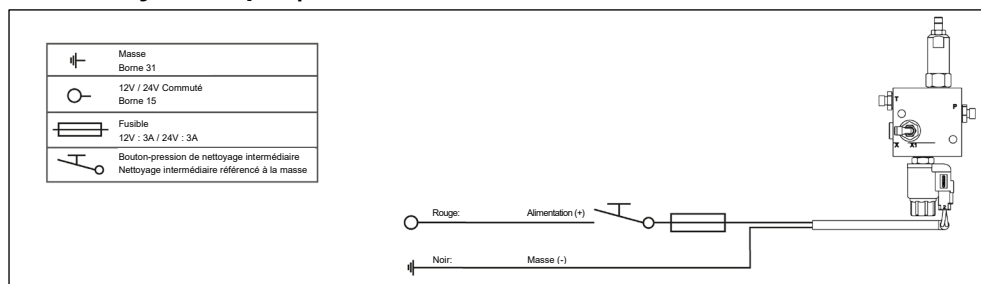 Masse
Borne 31
12V / 24V Commuté
Borne 15
Fusible
12V : 3A / 24V : 3A
Bouton-pression de nettoyage intermédiaire
Nettoyage intermédiaire référencé à la masse
T
P
X X1
Rouge: Alimentation (+)
Noir: Masse (-)